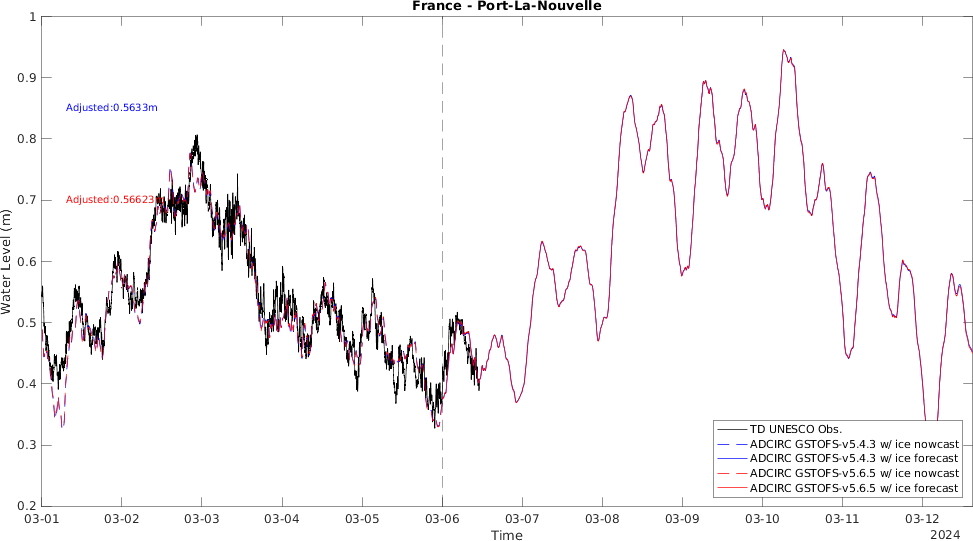 France - Port-La-Nouvelle
1
0.9
0.8
0.7
0.6
0.5
0.4
0.3
0.2
Water Level (m)
Adjusted:0.5633m
Adjusted:0.56623m
TD UNESCO Obs.
ADCIRC GSTOFS-v5.4.3 w/ ice nowcast
ADCIRC GSTOFS-v5.4.3 w/ ice forecast
ADCIRC GSTOFS-v5.6.5 w/ ice nowcast
ADCIRC GSTOFS-v5.6.5 w/ ice forecast
03-01 03-02 03-03 03-04 03-05 03-06 03-07 03-08 03-09 03-10 03-11 03-12
2024
Time